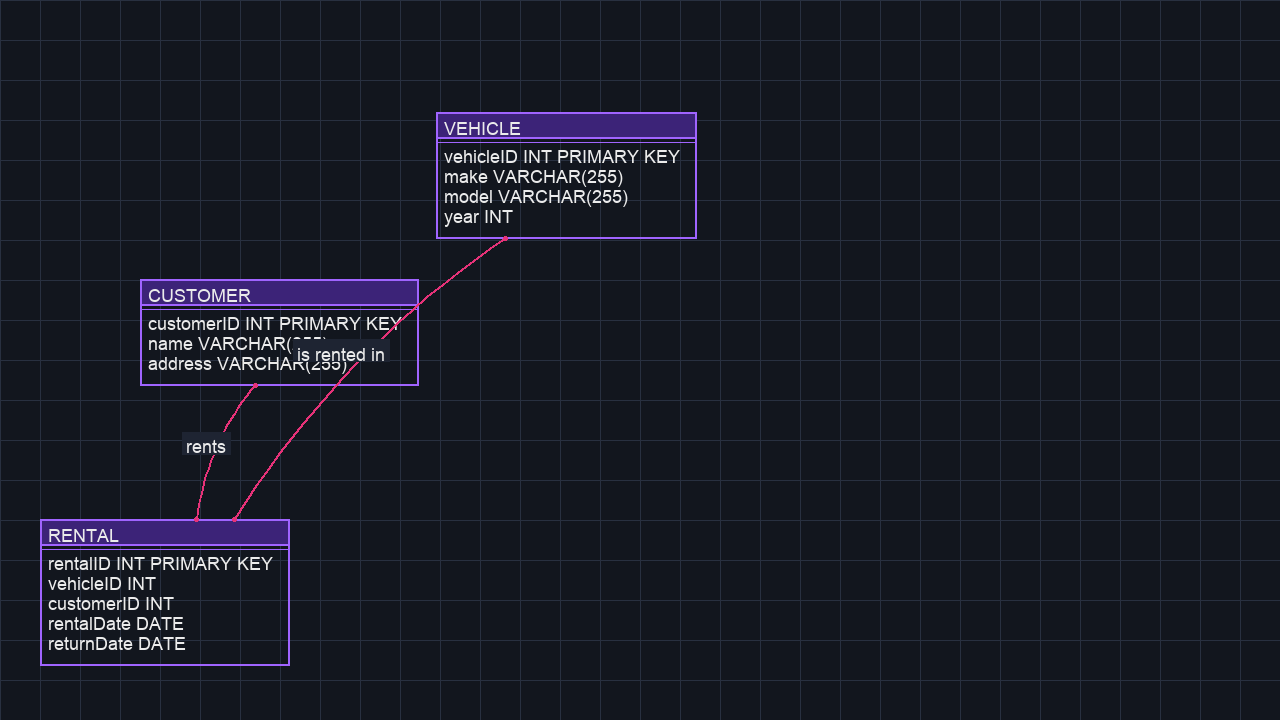 VEHICLE
vehicleID INT PRIMARY KEY
make VARCHAR(255)
model VARCHAR(255)
year INT
CUSTOMER
customerID INT PRIMARY KEY
name VARCHAR(255)
address VARCHAR(255)
is rented in
rents
RENTAL
rentalID INT PRIMARY KEY
vehicleID INT
customerID INT
rentalDate DATE
returnDate DATE